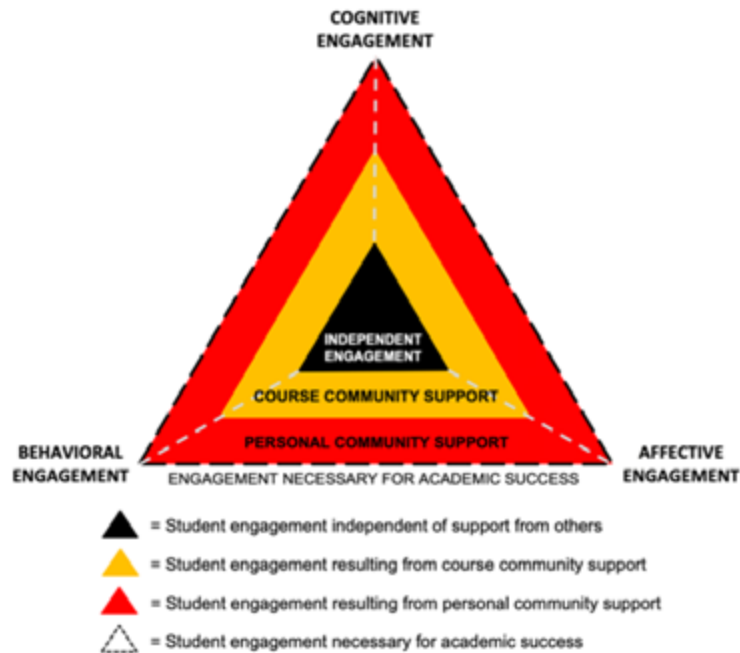 COGNITIVE
ENGAGEMENT
INDEPENDENT
ENGAGEMENT
COURSE COMMUNITY SUPPORT
PERSONAL COMMUNITY SUPPORT
BEHAVIORAL
ENGAGEMENT
AFFECTIVE
ENGAGEMENT
ENGAGEMENT NECESSARY FOR ACADEMIC SUCCESS
= Student engagement independent of support from others
= Student engagement resulting from course community support
= Student engagement resulting from personal community support
= Student engagement necessary for academic success